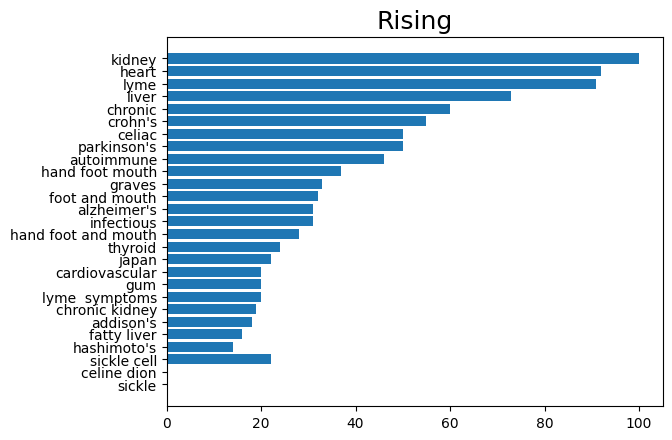 Rising
kidney
heart
lyme
liver
chronic
crohn's
celiac
parkinson's
autoimmune
hand foot mouth
graves
foot and mouth
alzheimer's
infectious
hand foot and mouth
thyroid
japan
cardiovascular
gum
lyme  symptoms
chronic kidney
addison's
fatty liver
hashimoto's
sickle cell
celine dion
sickle
0 20 40 60 80 100